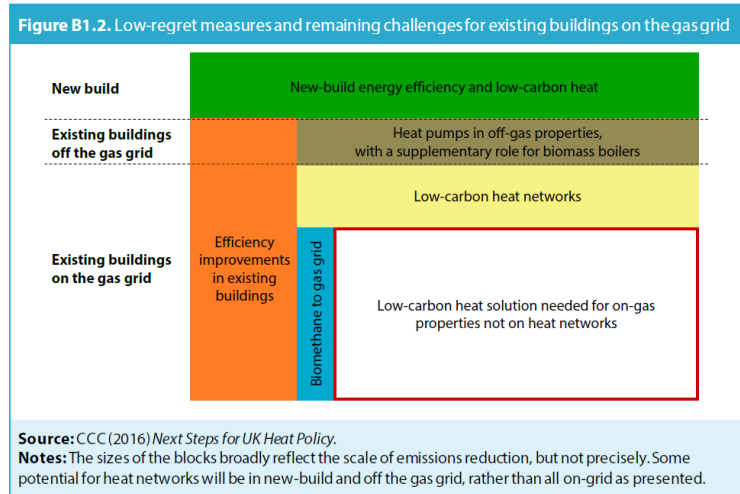 Figure B1.2. Low-regret measures and remaining challenges for existing buildings on the gas grid
New build
New-build energy efficiency and low-carbon heat
Existing buildings
off the gas grid
Heat pumps in off-gas properties,
with a supplementary role for biomass boilers
Low-carbon heat networks
Existing buildings
on the gas grid
Efficiency
improvements
in existing
buildings
Biomethane to gas grid
Low-carbon heat solution needed for on-gas
properties not on heat networks
Source: CCC (2016) Next Steps for UK Heat Policy.
Notes: The sizes of the blocks broadly reflect the scale of emissions reduction, but not precisely. Some
potential for heat networks will be in new-build and off the gas grid, rather than all on-grid as presented.